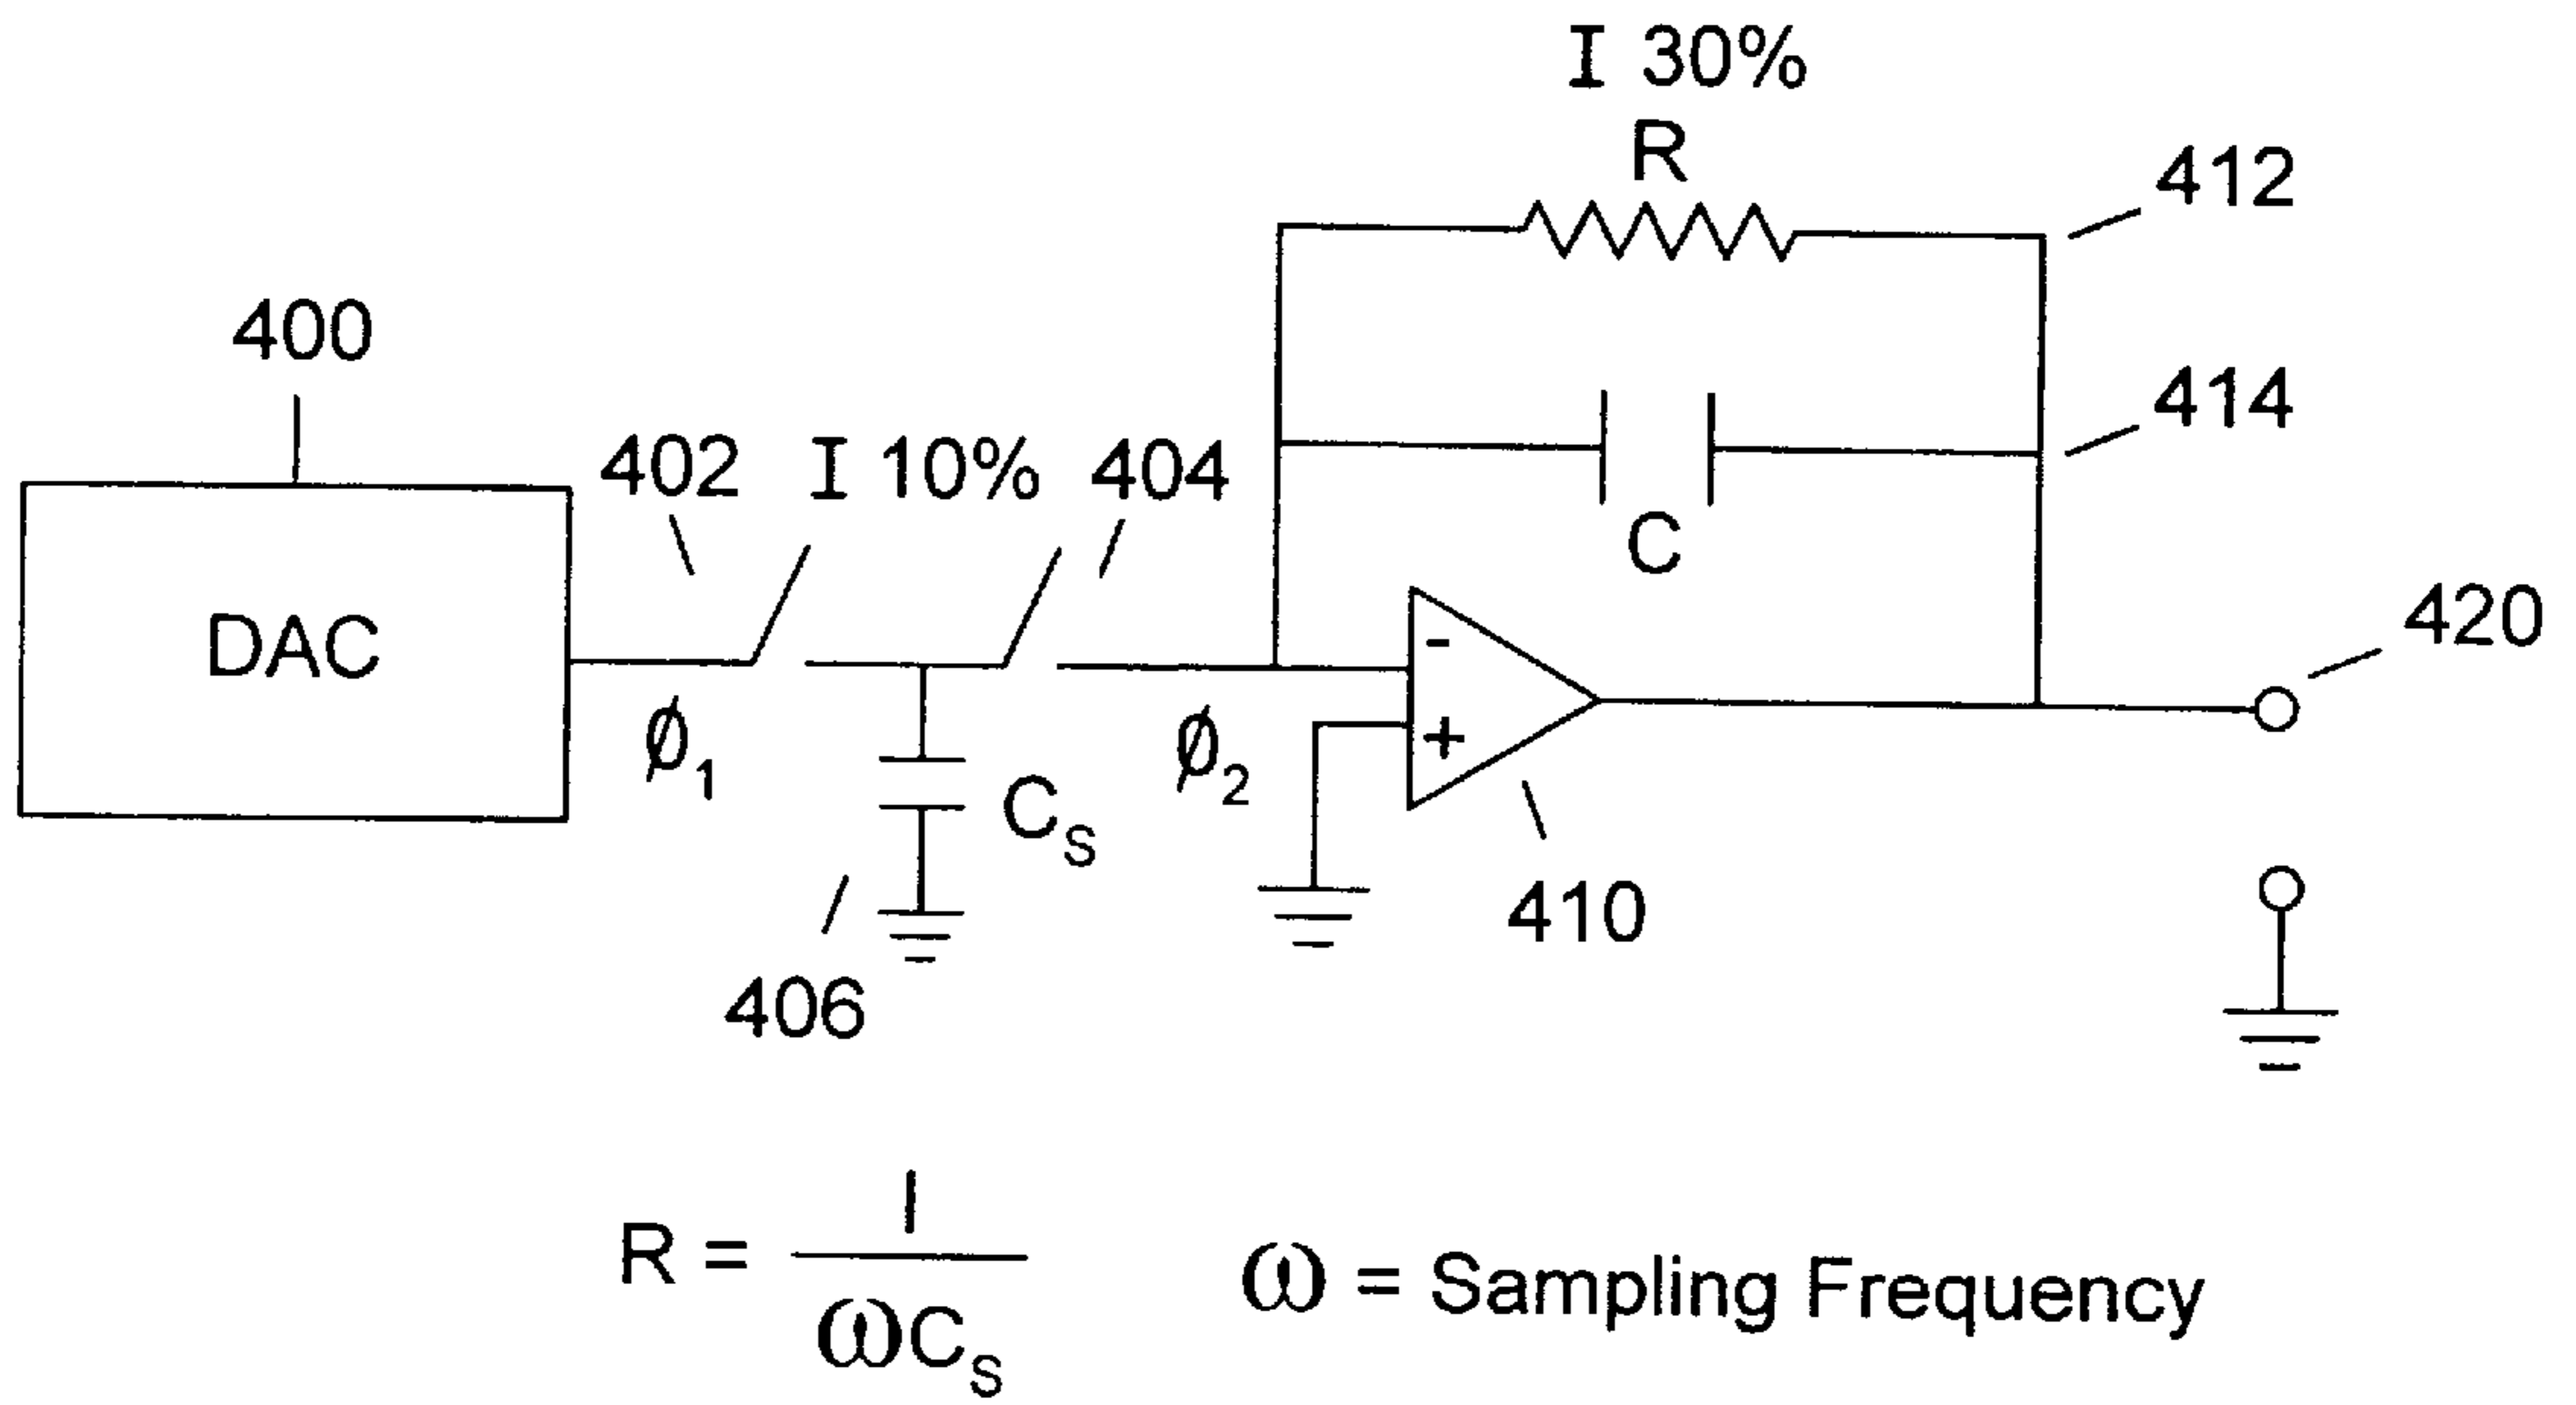 I 30%
R
412
400
414
402
I 10%
404
C
DAC
-
420
ø1
ø2
+
CS
410
406
R = I / ωCS
ω = Sampling Frequency